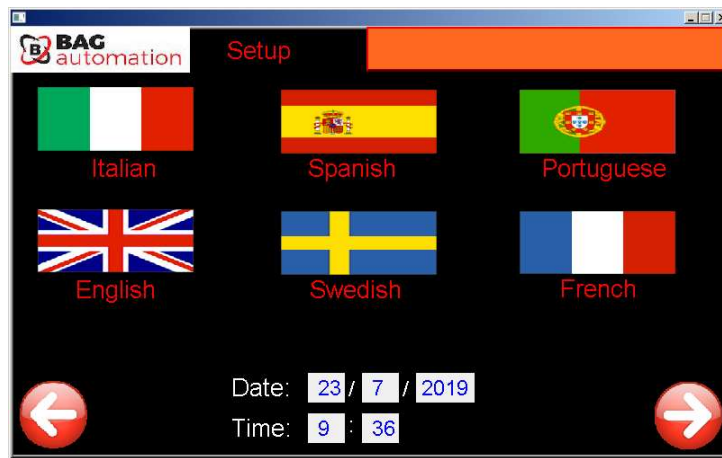 BAG
automation
Setup
Italian
Spanish
Portuguese
English
Swedish
French
Date: 23 / 7 / 2019
Time: 9 : 36